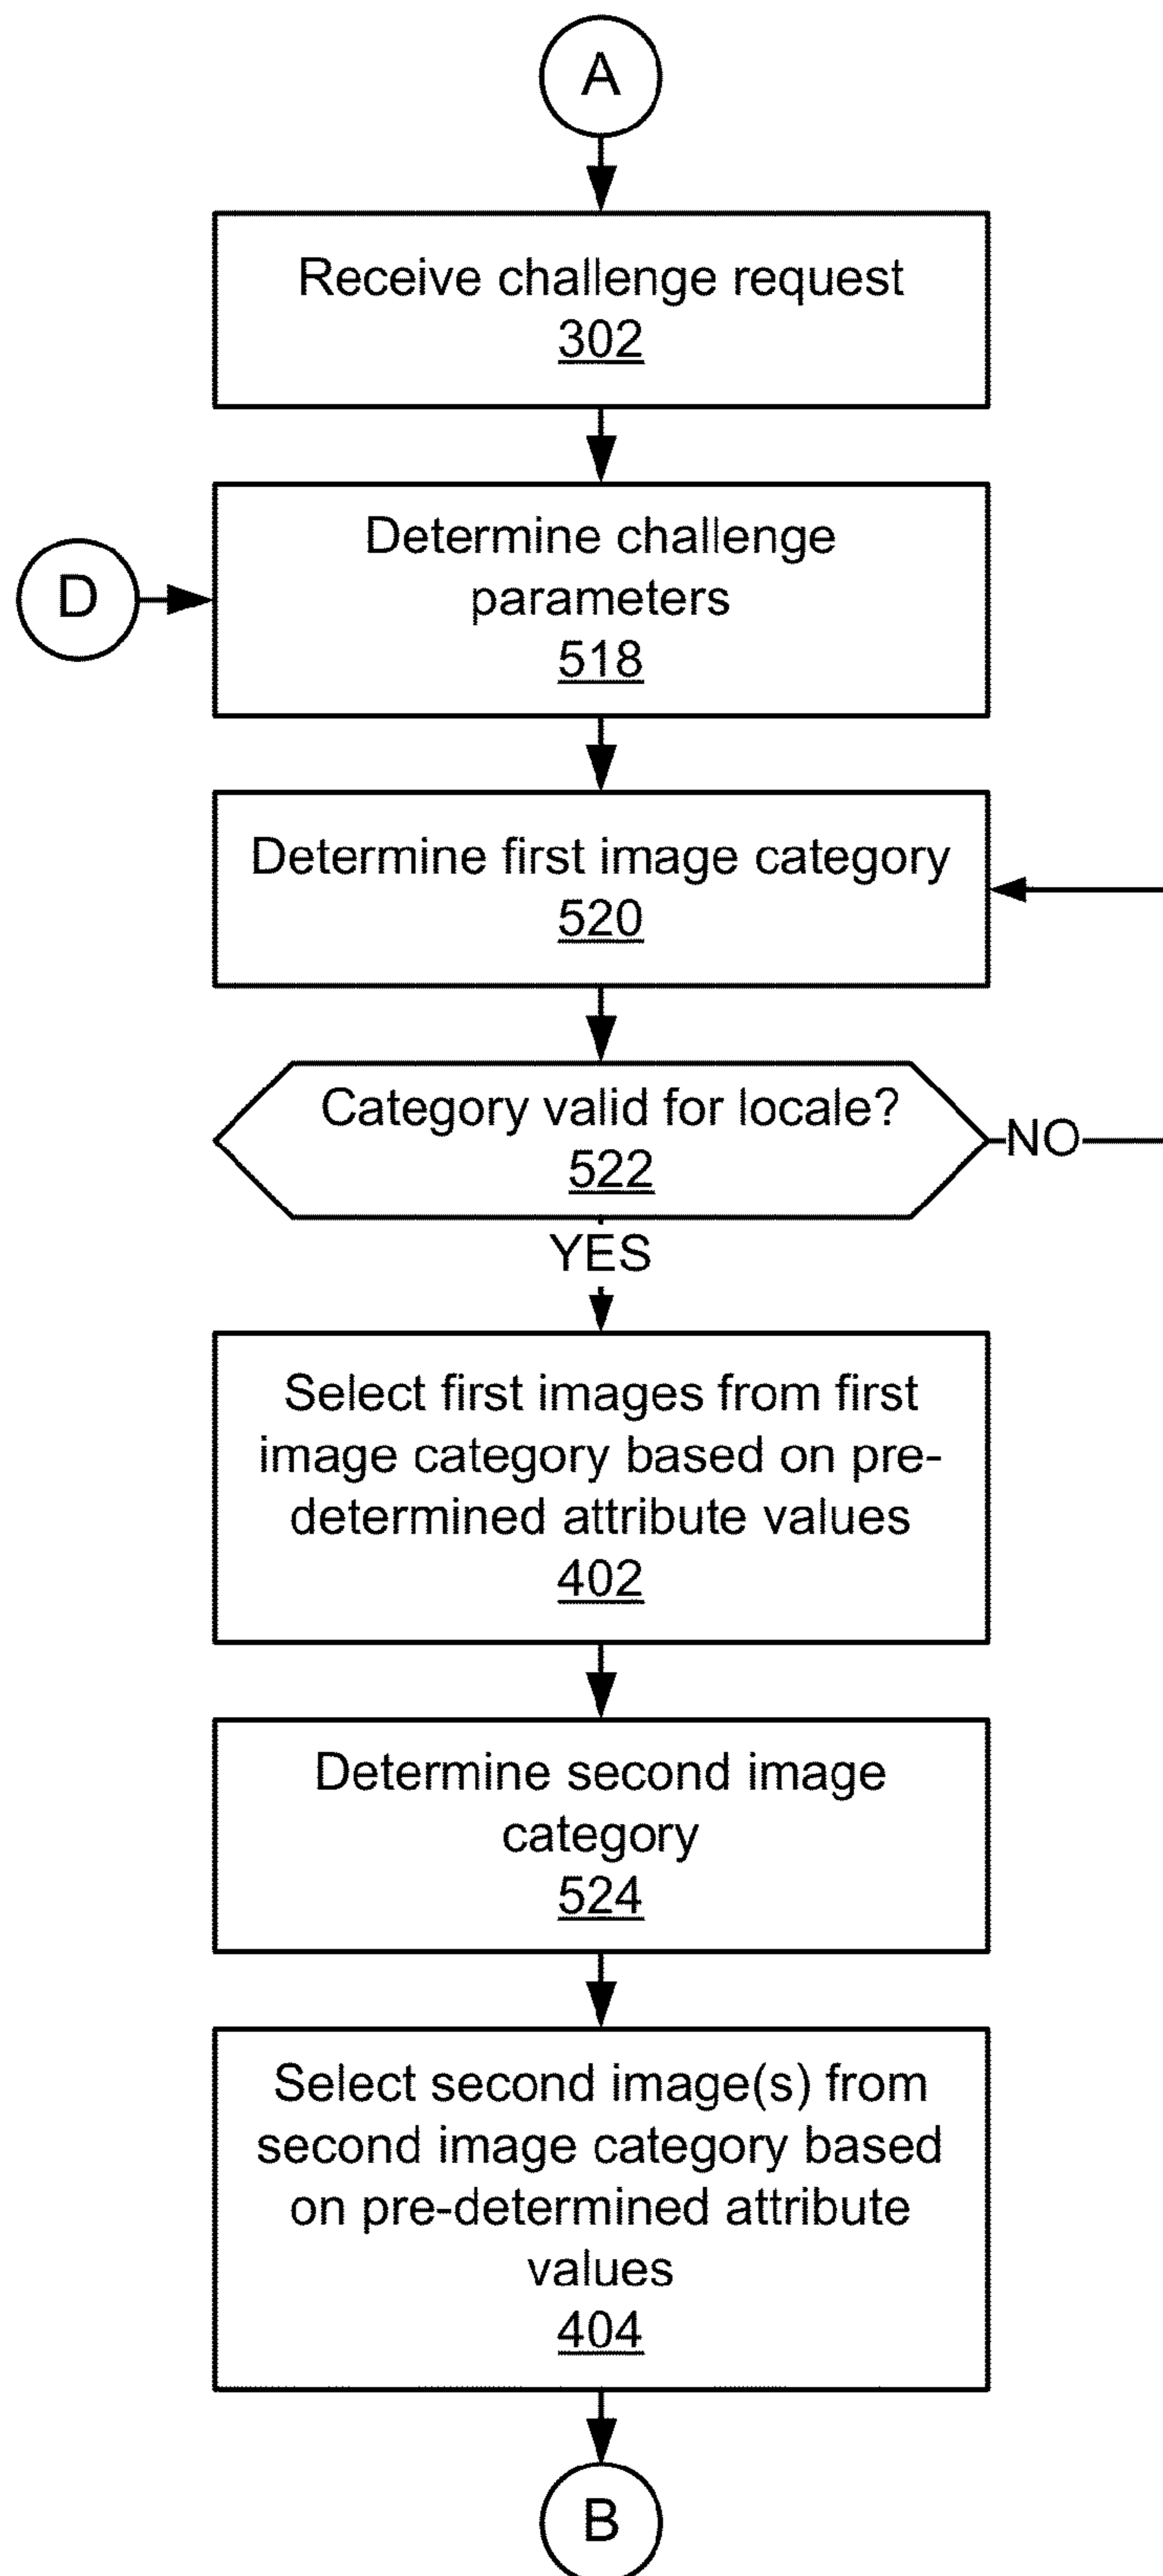 A
Receive challenge request
302
Determine challenge
parameters
518
D
Determine first image category
520
Category valid for locale?
522
NO
YES
Select first images from first
image category based on pre-
determined attribute values
402
Determine second image
category
524
Select second image(s) from
second image category based
on pre-determined attribute
values
404
B